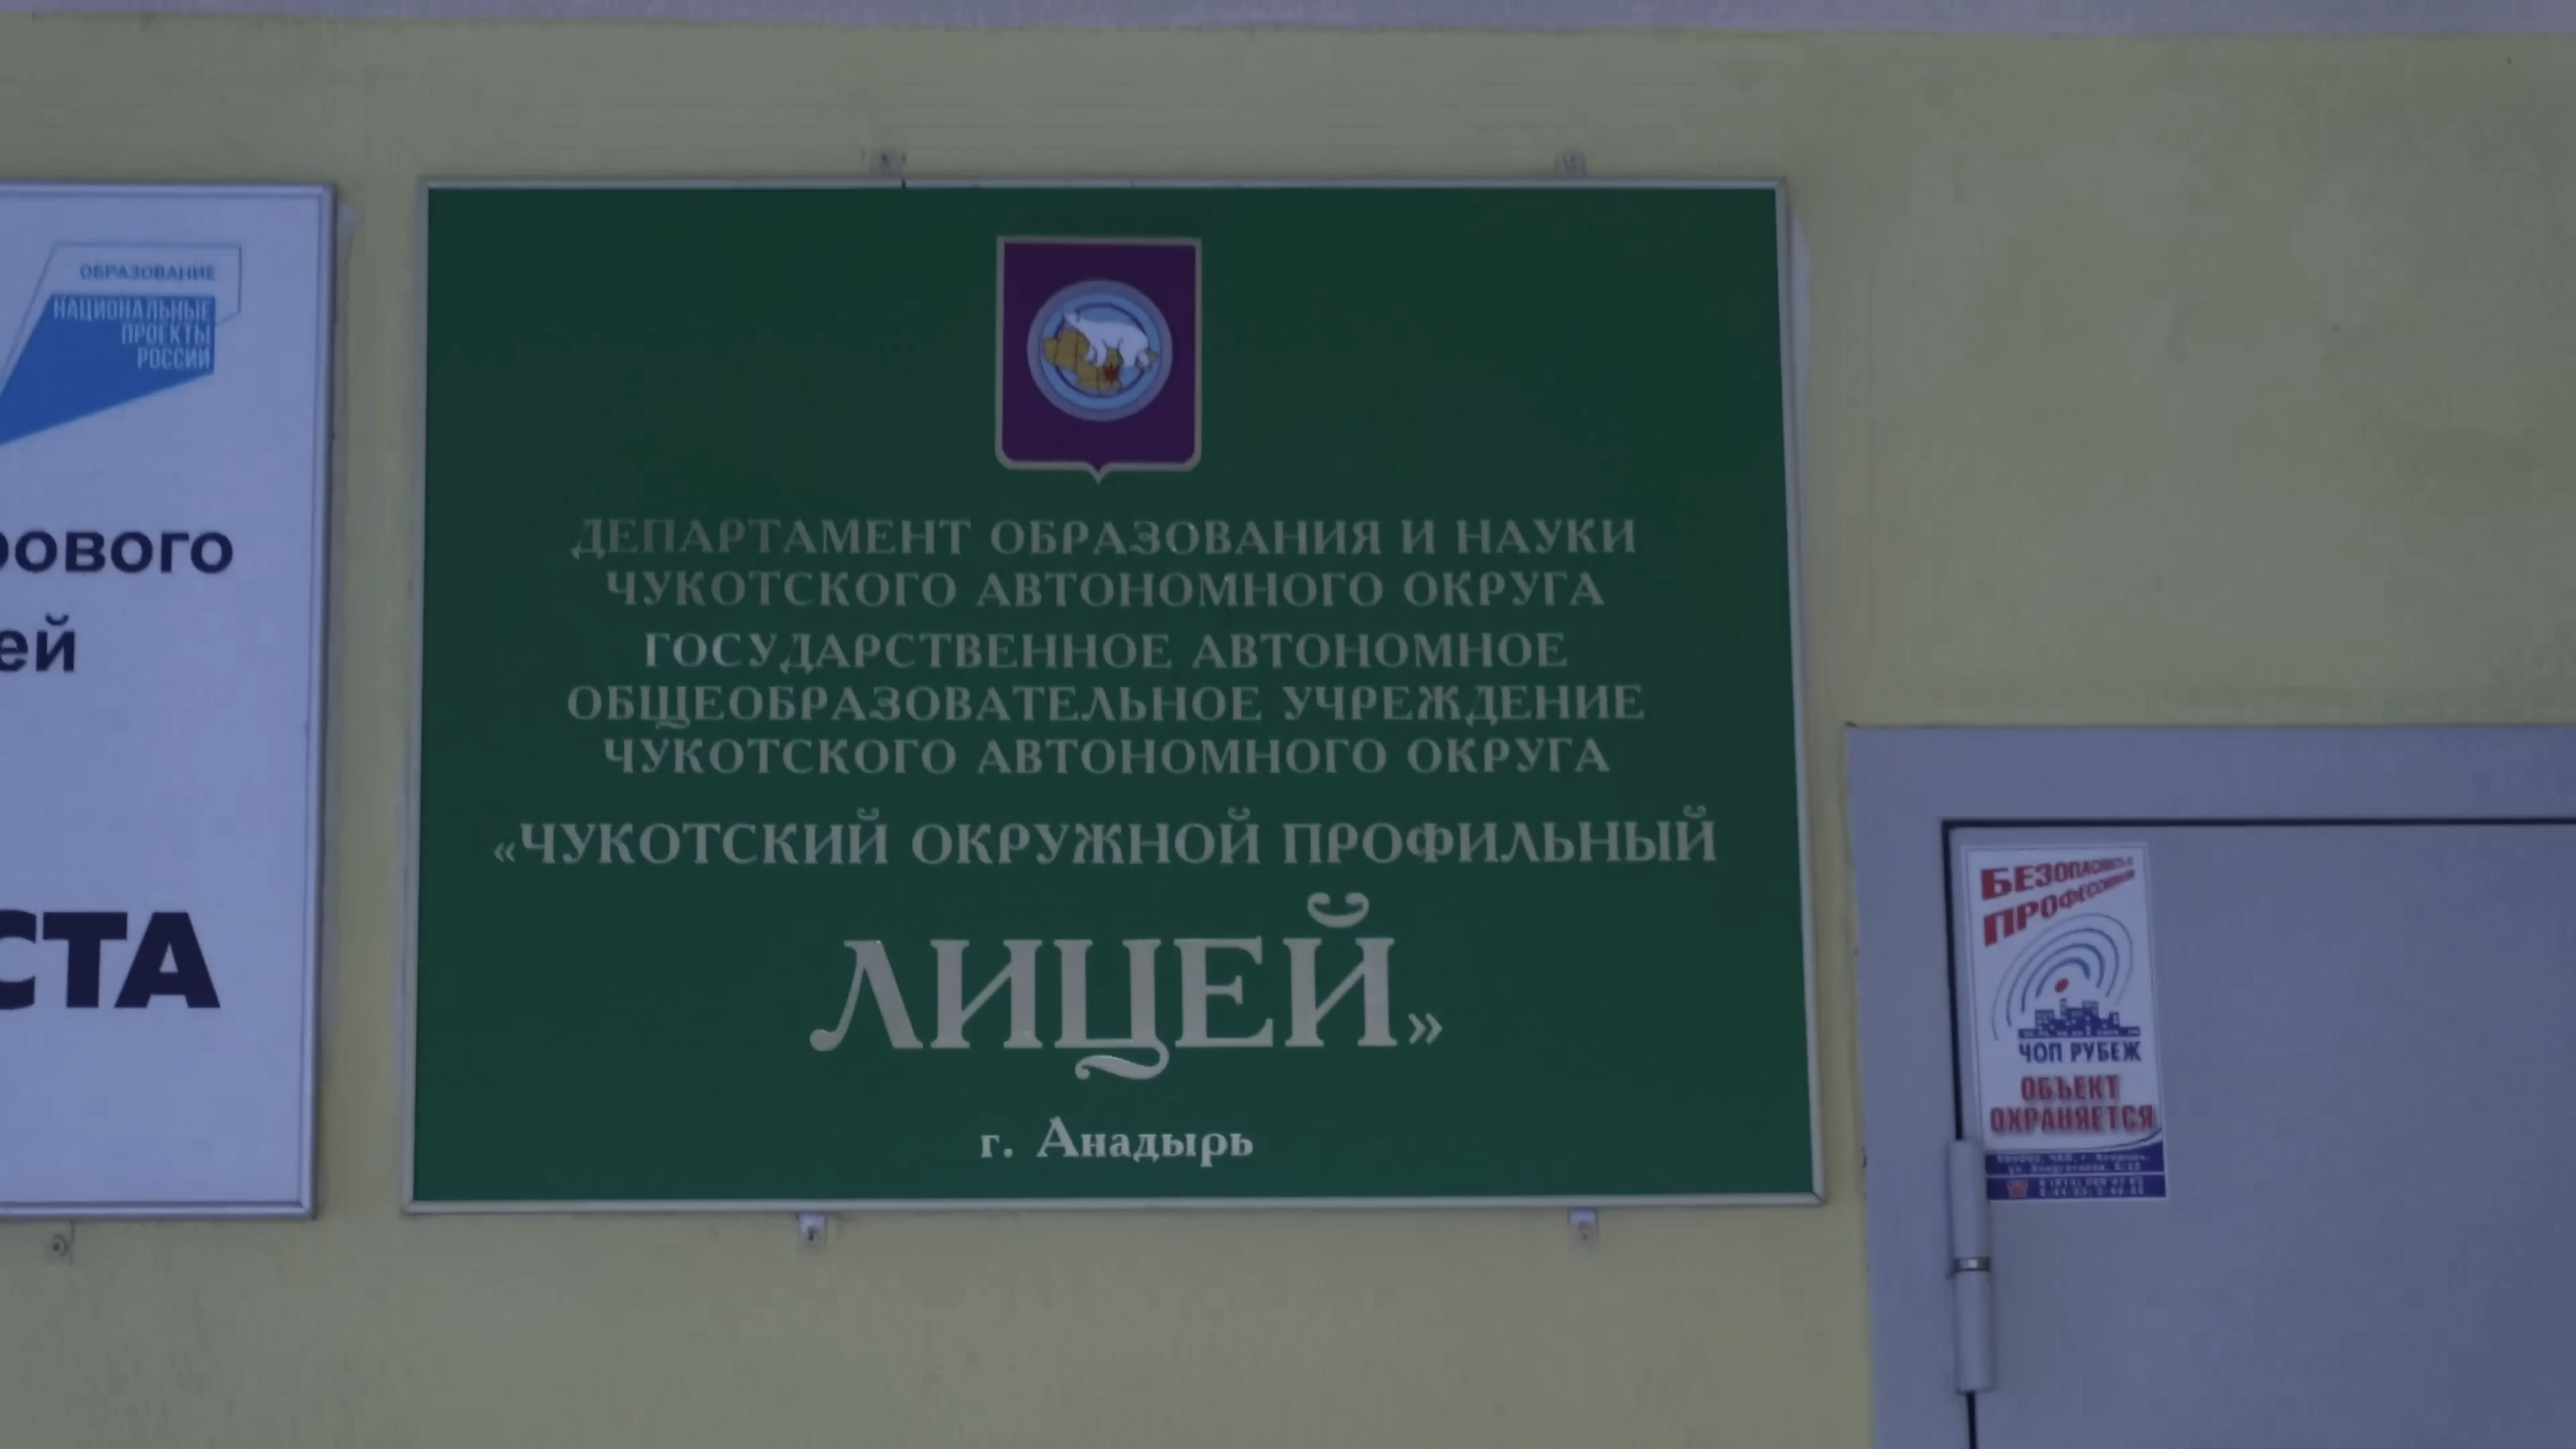 ОБРАЗОВАНИЕ
НАЦИОНАЛЬНЫЕ
ПРОЕКТЫ
РОССИИ
рового
ей
СТА
ДЕПАРТАМЕНТ ОБРАЗОВАНИЯ И НАУКИ
ЧУКОТСКОГО АВТОНОМНОГО ОКРУГА
ГОСУДАРСТВЕННОЕ АВТОНОМНОЕ
ОБЩЕОБРАЗОВАТЕЛЬНОЕ УЧРЕЖДЕНИЕ
ЧУКОТСКОГО АВТОНОМНОГО ОКРУГА
«ЧУКОТСКИЙ ОКРУЖНОЙ ПРОФИЛЬНЫЙ
ЛИЦЕЙ»
г. Анадырь
ЧОП РУБЕЖ
ОБЪЕКТ
ОХРАНЯЕТСЯ